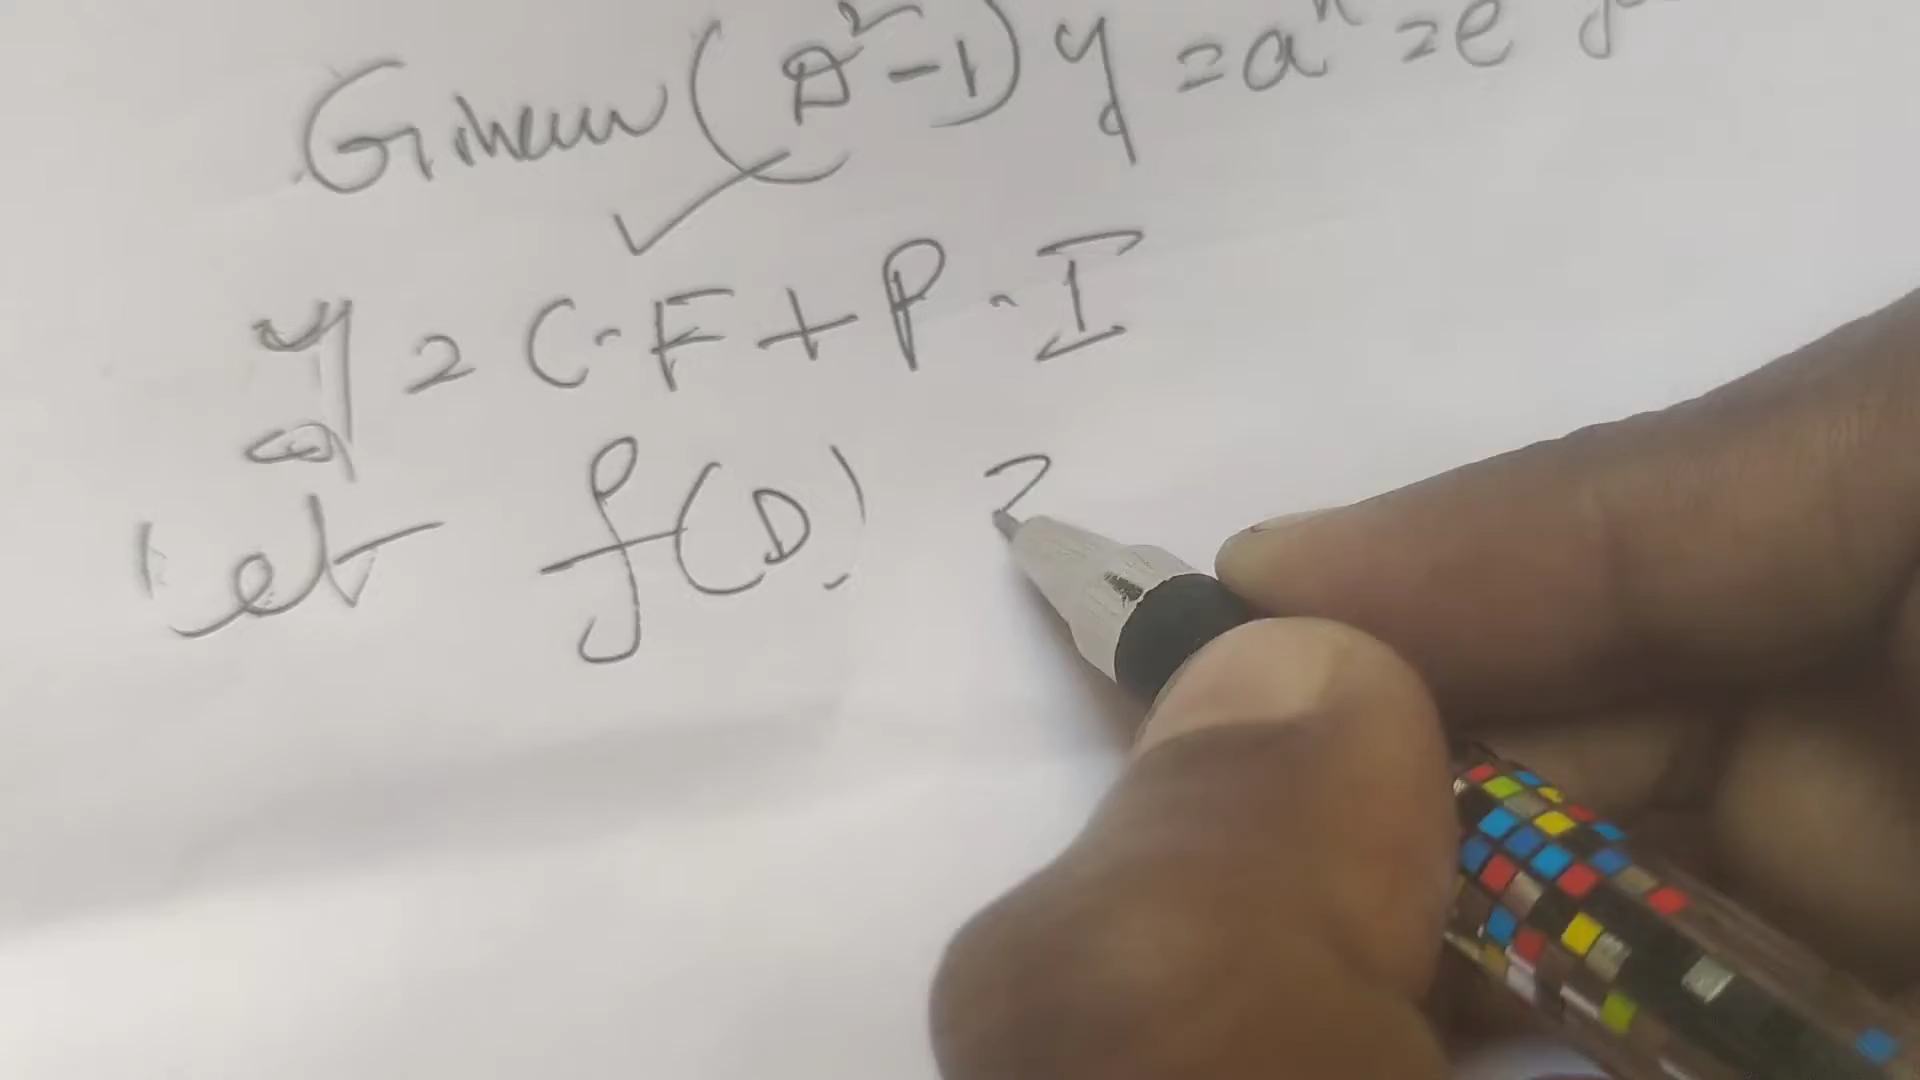 Given (D²-1) y = aˣ = e
y = C.F + P.I
Let f(D) =